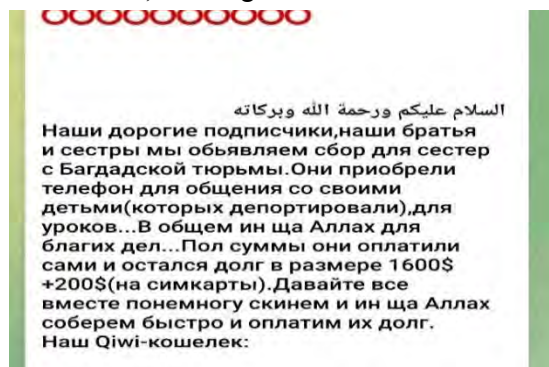 السلام عليكم ورحمة الله وبركاته
Наши дорогие подписчики,наши братья
и сестры мы обьявляем сбор для сестер
с Багдадской тюрьмы.Они приобрели
телефон для общения со своими
детьми(которых депортировали),для
уроков...В общем ин ща Аллах для
благих дел...Пол суммы они оплатили
сами и остался долг в размере 1600$
+200$(на симкарты).Давайте все
вместе понемногу скинем и ин ща Аллах
соберем быстро и оплатим их долг.
Наш Qiwi-кошелек: